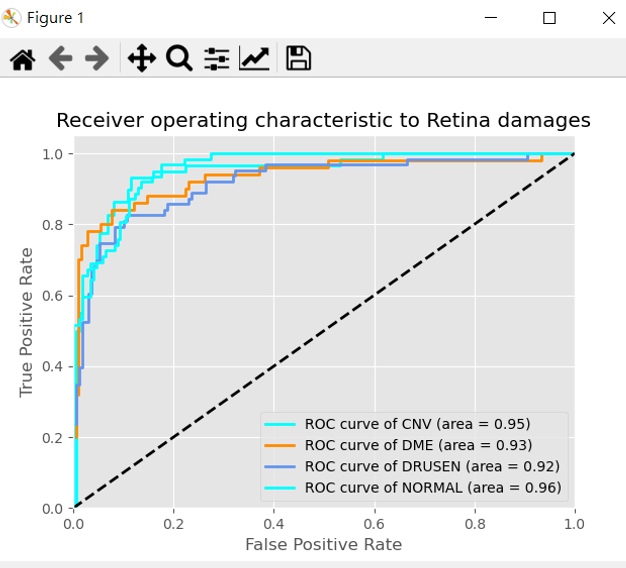 Figure 1
Receiver operating characteristic to Retina damages
1.0
0.8
0.6
0.4
0.2
0.0
True Positive Rate
ROC curve of CNV (area = 0.95)
ROC curve of DME (area = 0.93)
ROC curve of DRUSEN (area = 0.92)
ROC curve of NORMAL (area = 0.96)
0.0 0.2 0.4 0.6 0.8 1.0
False Positive Rate